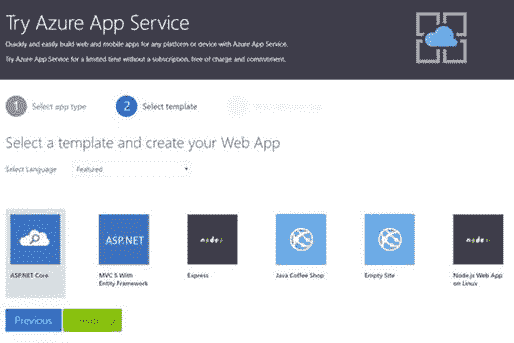 Try Azure App Service
Quickly and easily build web and mobile apps for any platform or device with Azure App Service.
Try Azure App Service for a limited time without a subscription, free of charge and commitment.
1 Select app type 2 Select template
Select a template and create your Web App
Select Language Featured
ASP.NET node node
ASP.NET Core MVC 5 With Express Java Coffee Shop Empty Site Node.js Web App
Entity Framework on Linux
Previous